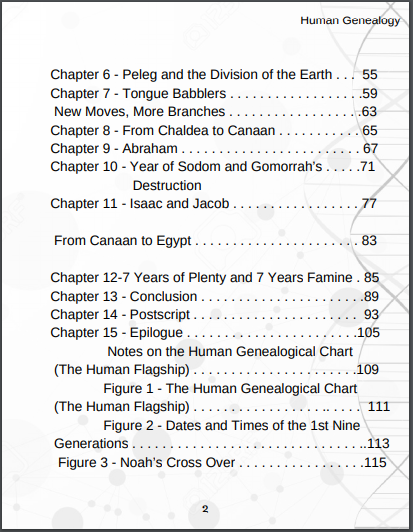 Human Genealogy
Chapter 6 - Peleg and the Division of the Earth . . . 55
Chapter 7 - Tongue Babblers . . . . . . . . . . . . . . . . .59
New Moves, More Branches . . . . . . . . . . . . . . . . .63
Chapter 8 - From Chaldea to Canaan . . . . . . . . . . 65
Chapter 9 - Abraham . . . . . . . . . . . . . . . . . . . . . . . 67
Chapter 10 - Year of Sodom and Gomorrah's . . . . .71
Destruction
Chapter 11 - Isaac and Jacob . . . . . . . . . . . . . . . . 77
From Canaan to Egypt . . . . . . . . . . . . . . . . . . . . . 83
Chapter 12-7 Years of Plenty and 7 Years Famine . 85
Chapter 13 - Conclusion . . . . . . . . . . . . . . . . . . . . .89
Chapter 14 - Postscript . . . . . . . . . . . . . . . . . . . . . 93
Chapter 15 - Epilogue . . . . . . . . . . . . . . . . . . . . . .105
Notes on the Human Genealogical Chart
(The Human Flagship) . . . . . . . . . . . . . . . . . . . . .109
Figure 1 - The Human Genealogical Chart
(The Human Flagship) . . . . . . . . . . . . . . . . .. . . . . 111
Figure 2 - Dates and Times of the 1st Nine
Generations . . . . . . . . . . . . . . . . . . . . . . . . . . . ..113
Figure 3 - Noah's Cross Over . . . . . . . . . . . . . . . .115
2